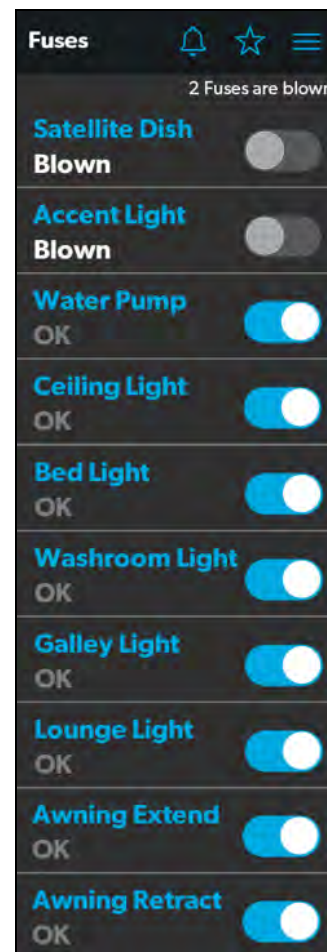 Fuses
2 Fuses are blown
Satellite Dish
Blown
Accent Light
Blown
Water Pump
OK
Ceiling Light
OK
Bed Light
OK
Washroom Light
OK
Galley Light
OK
Lounge Light
OK
Awning Extend
OK
Awning Retract
OK